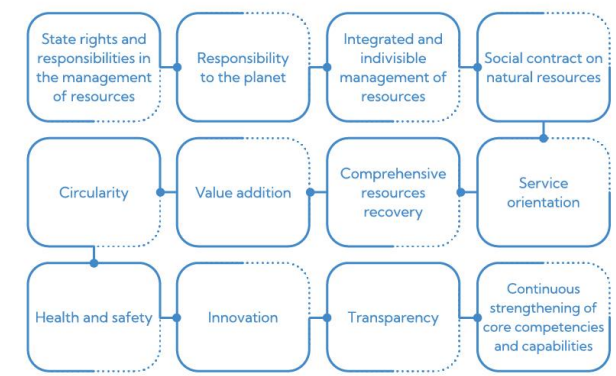 State rights and
responsibilities in
the management
of resources
Responsibility
to the planet
Integrated and
indivisible
management of
resources
Social contract on
natural resources
Circularity
Value addition
Comprehensive
resources
recovery
Service
orientation
Health and safety
Innovation
Transparency
Continuous
strengthening of
core competencies
and capabilities